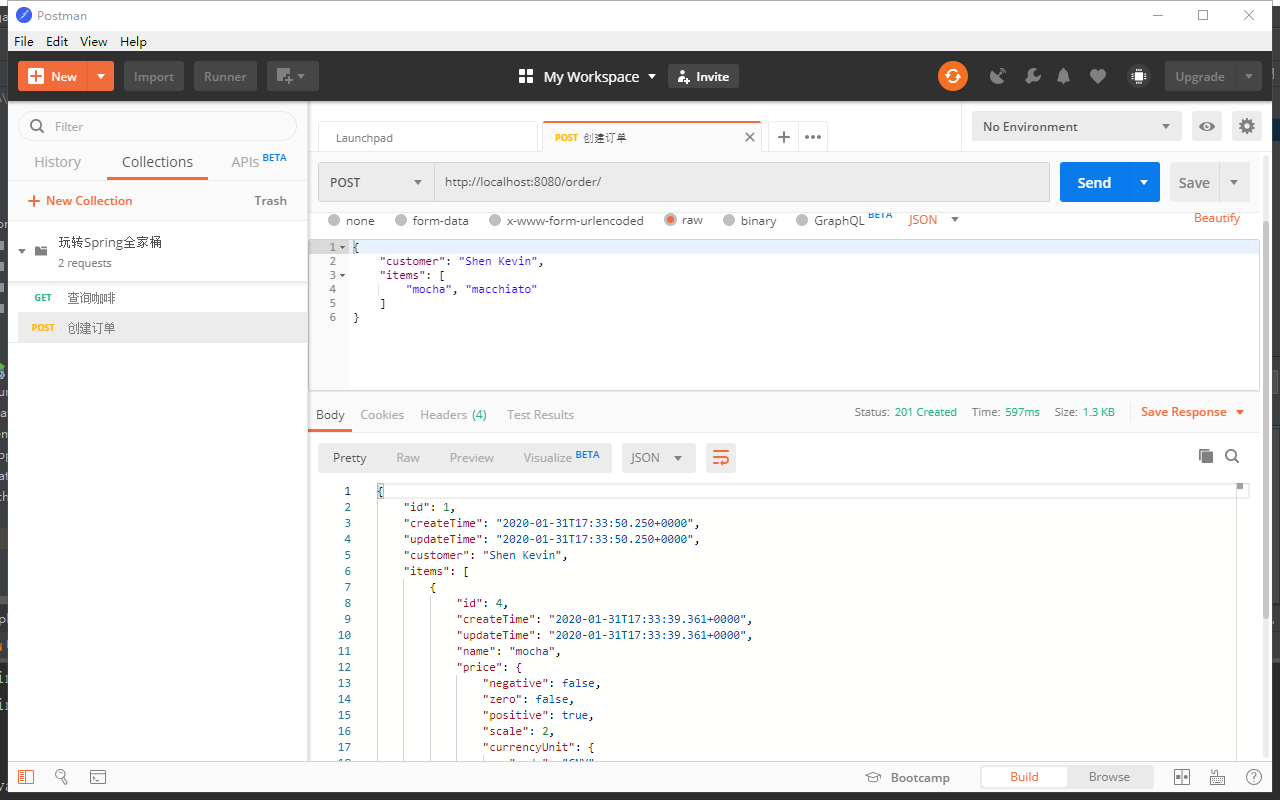 Postman
File Edit View Help
New Import Runner My Workspace Invite Upgrade
Filter
History Collections APIs BETA
New Collection Trash
玩转Spring全家桶
2 requests
GET 查询咖啡
POST 创建订单
Launchpad POST 创建订单 No Environment
POST http://localhost:8080/order/ Send Save
none form-data x-www-form-urlencoded raw binary GraphQL BETA JSON Beautify
1 {
2 "customer": "Shen Kevin",
3 "items": [
4 "mocha", "macchiato"
5 ]
6 }
Body Cookies Headers (4) Test Results Status: 201 Created Time: 597ms Size: 1.3 KB Save Response
Pretty Raw Preview Visualize BETA JSON
1 {
2 "id": 1,
3 "createTime": "2020-01-31T17:33:50.250+0000",
4 "updateTime": "2020-01-31T17:33:50.250+0000",
5 "customer": "Shen Kevin",
6 "items": [
7 {
8 "id": 4,
9 "createTime": "2020-01-31T17:33:39.361+0000",
10 "updateTime": "2020-01-31T17:33:39.361+0000",
11 "name": "mocha",
12 "price": {
13 "negative": false,
14 "zero": false,
15 "positive": true,
16 "scale": 2,
17 "currencyUnit": {
Bootcamp Build Browse